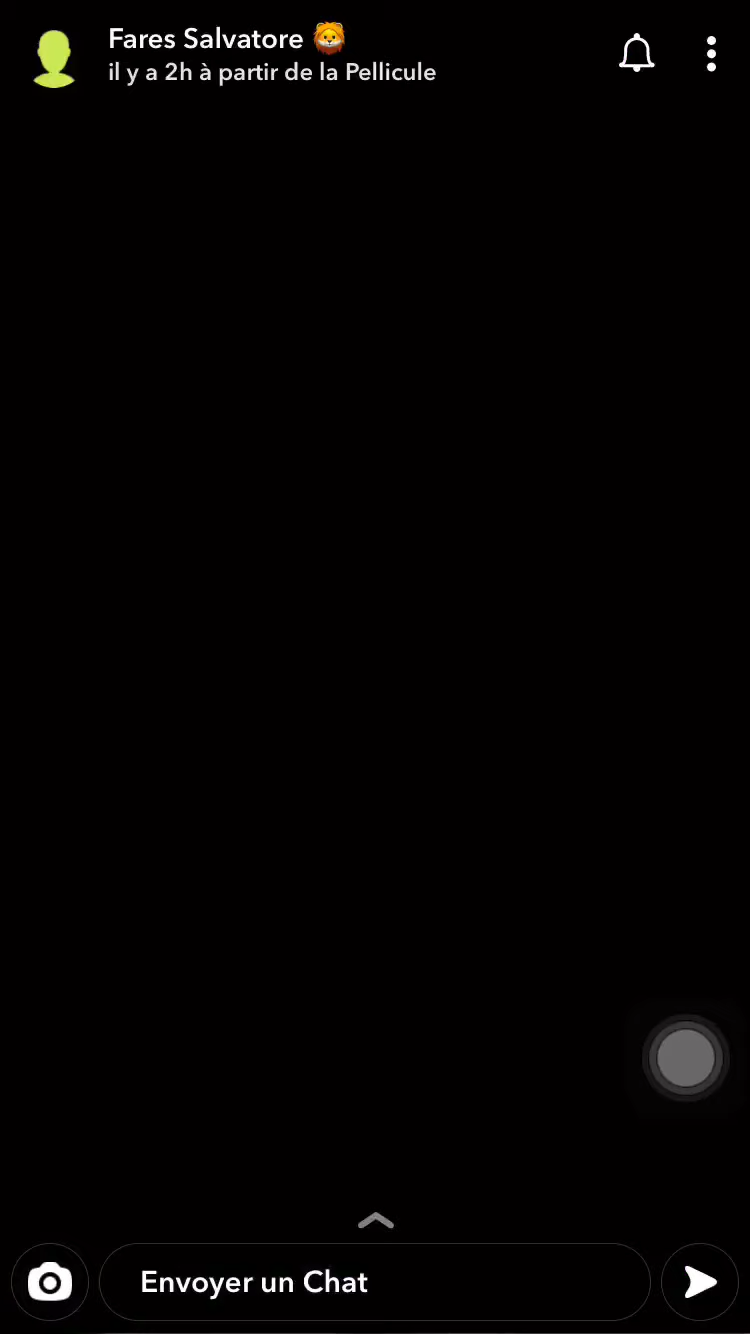 Fares Salvatore 🦁
il y a 2h à partir de la Pellicule
Envoyer un Chat